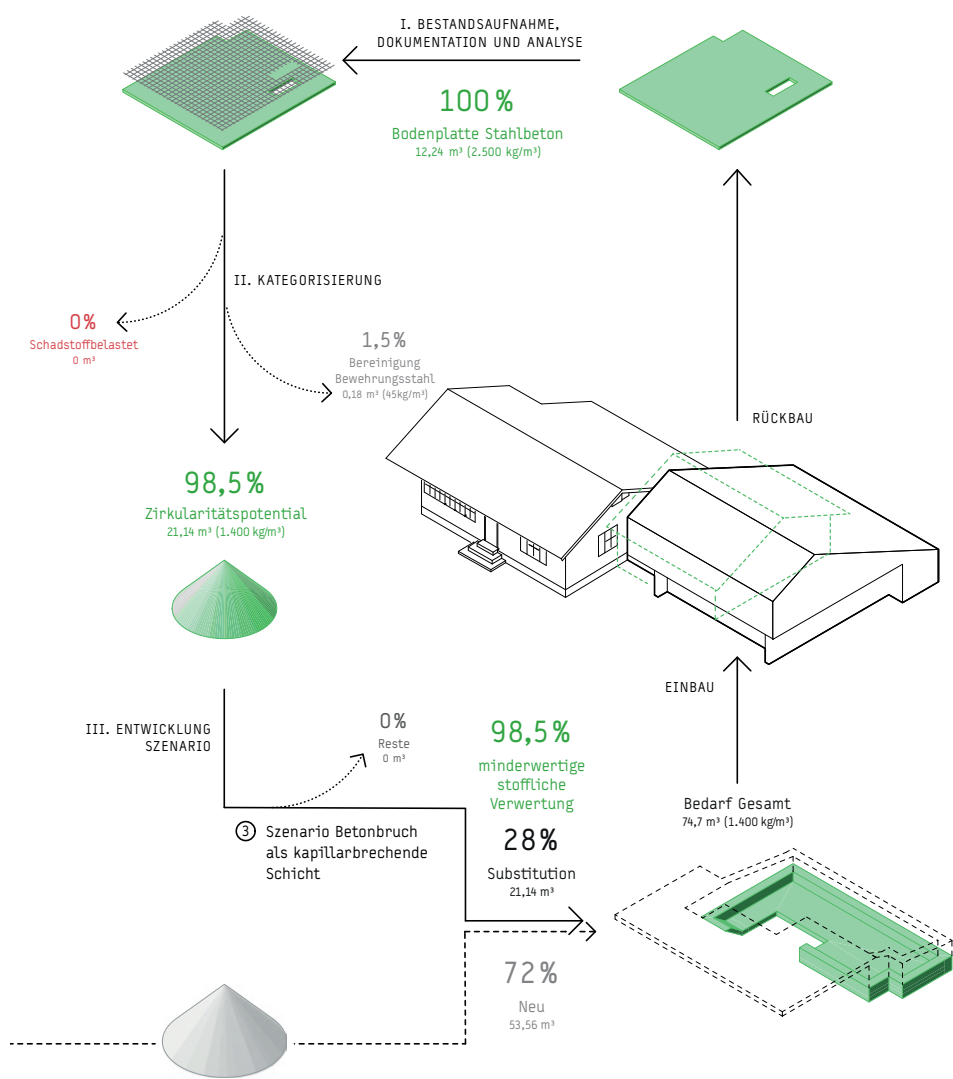 I. BESTANDSAUFNAHME,
DOKUMENTATION UND ANALYSE
100%
Bodenplatte Stahlbeton
12,24 m³ (2.500 kg/m³)
II. KATEGORISIERUNG
0%
Schadstoffbelastet
0 m³
1,5%
Bereinigung
Bewehrungsstahl
0,18 m³ (45kg/m³)
RÜCKBAU
98,5%
Zirkularitätspotential
21,14 m³ (1.400 kg/m³)
EINBAU
III. ENTWICKLUNG
SZENARIO
0%
Reste
0 m³
98,5%
minderwertige
stoffliche
Verwertung
Bedarf Gesamt
74,7 m³ (1.400 kg/m³)
3 Szenario Betonbruch
als kapillarbrechende
Schicht
28%
Substitution
21,14 m³
72%
Neu
53,56 m³